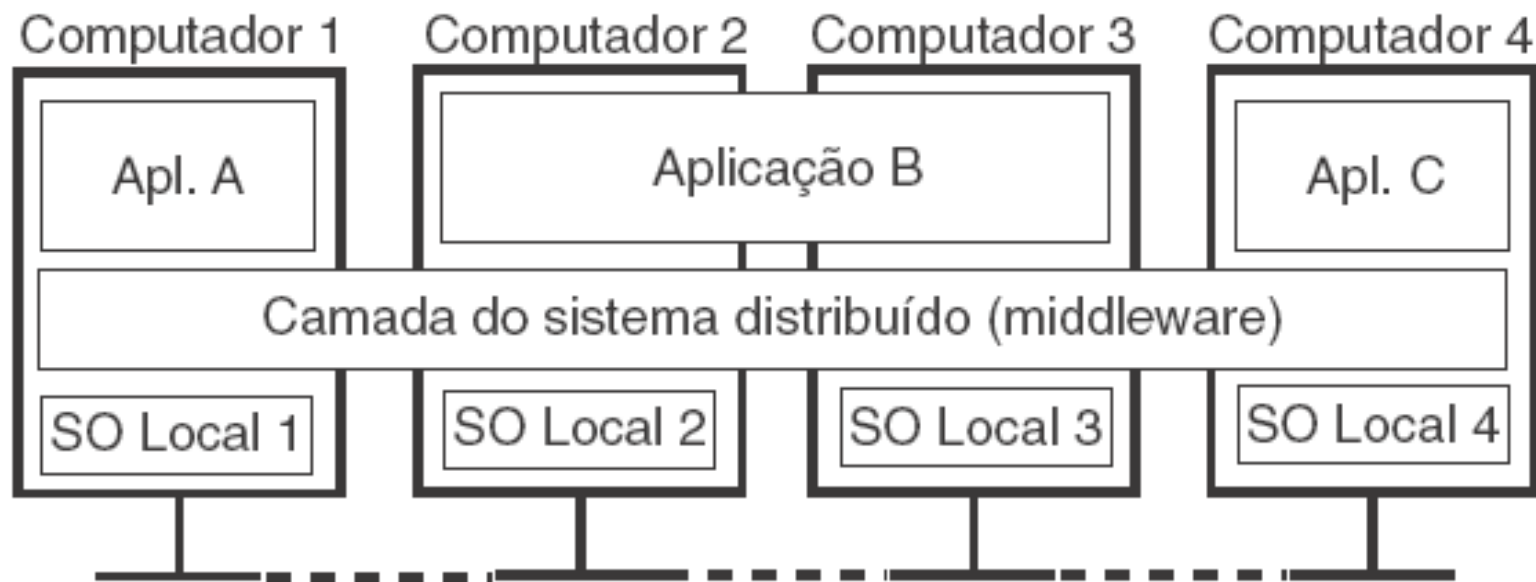 Computador 1
Computador 2
Computador 3
Computador 4
Apl. A
Aplicação B
Apl. C
Camada do sistema distribuído (middleware)
SO Local 1
SO Local 2
SO Local 3
SO Local 4